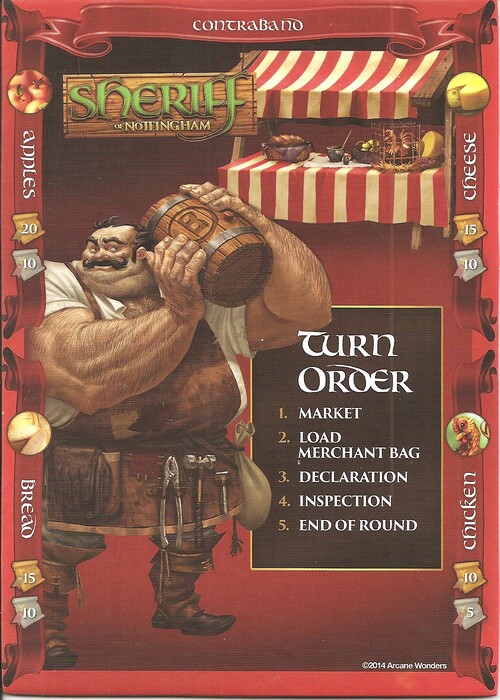 CONTRABAND
SHERIFF
OF NOTTINGHAM
APPLES
20
10
CHEESE
15
10
B
TURN
ORDER
1. MARKET
2. LOAD
MERCHANT BAG
3. DECLARATION
4. INSPECTION
5. END OF ROUND
BREAD
15
10
CHICKEN
10
5
©2014 Arcane Wonders